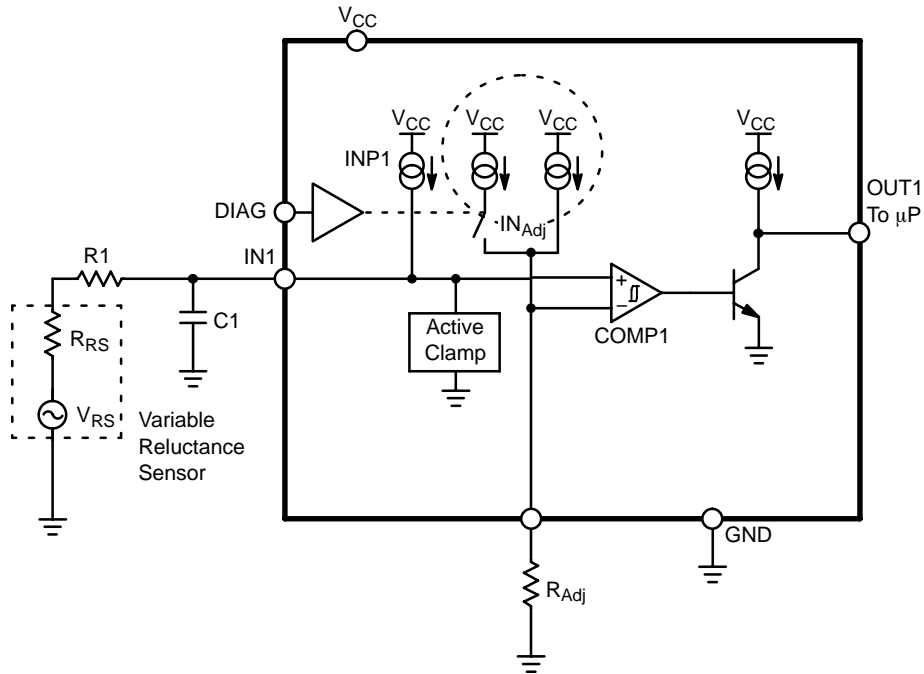 VCC
VCC
VCC
VCC
VCC
INP1
OUT1
To μP
DIAG
INAdj
IN1
R1
+
−
C1
COMP1
Active
Clamp
RRS
VRS
Variable
Reluctance
Sensor
GND
RAdj